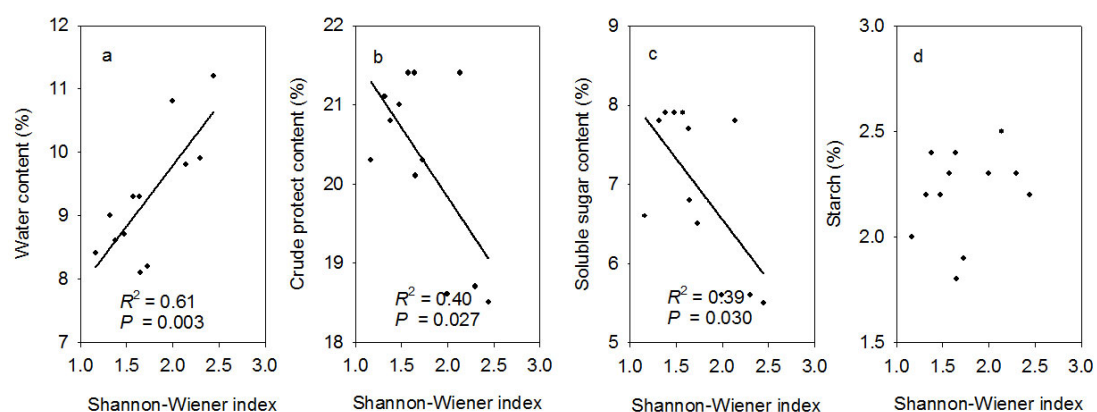 a
Water content (%)
12
11
10
9
8
7
R² = 0.61
P = 0.003
1.0 1.5 2.0 2.5 3.0
Shannon-Wiener index
b
Crude protect content (%)
22
21
20
19
18
R² = 0.40
P = 0.027
1.0 1.5 2.0 2.5 3.0
Shannon-Wiener index
c
Soluble sugar content (%)
9
8
7
6
5
R² = 0.39
P = 0.030
1.0 1.5 2.0 2.5 3.0
Shannon-Wiener index
d
Starch (%)
3.0
2.5
2.0
1.5
1.0 1.5 2.0 2.5 3.0
Shannon-Wiener index